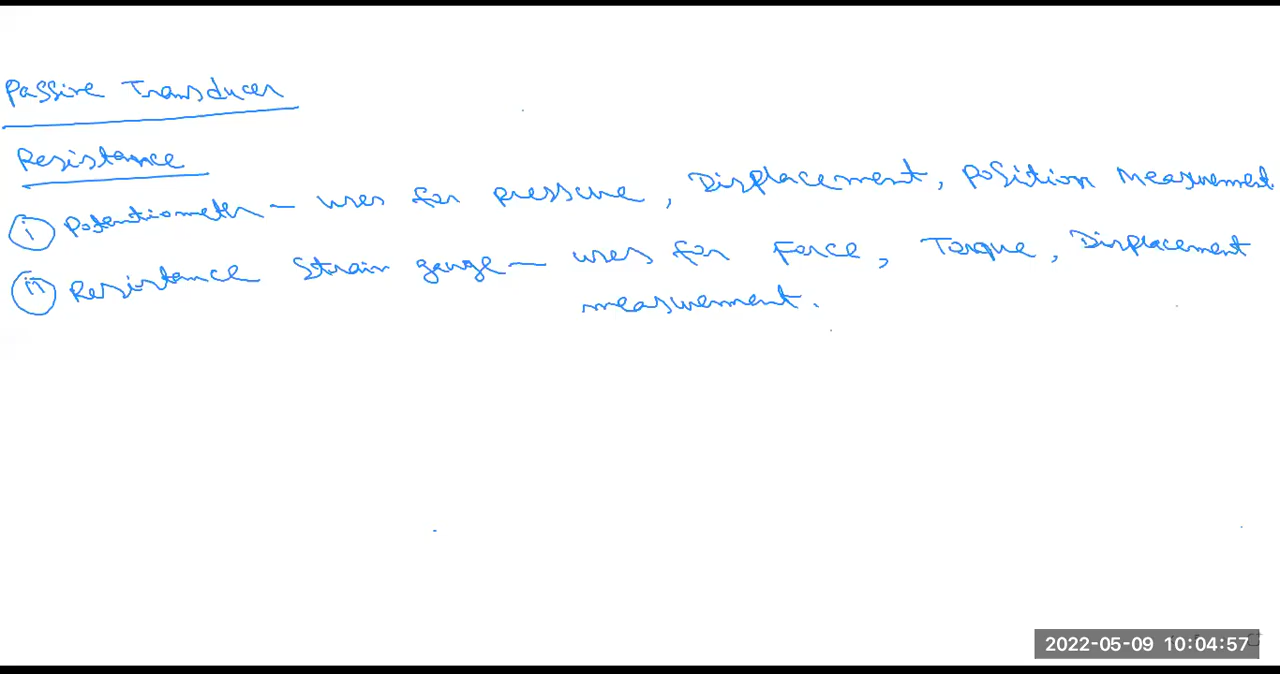 Passive Transducer
Resistance
i Potentiometer - uses for pressure, Displacement, Position Measurement
ii Resistance Strain gauge - uses for Force, Torque, Displacement
measurement.
2022-05-09 10:04:57